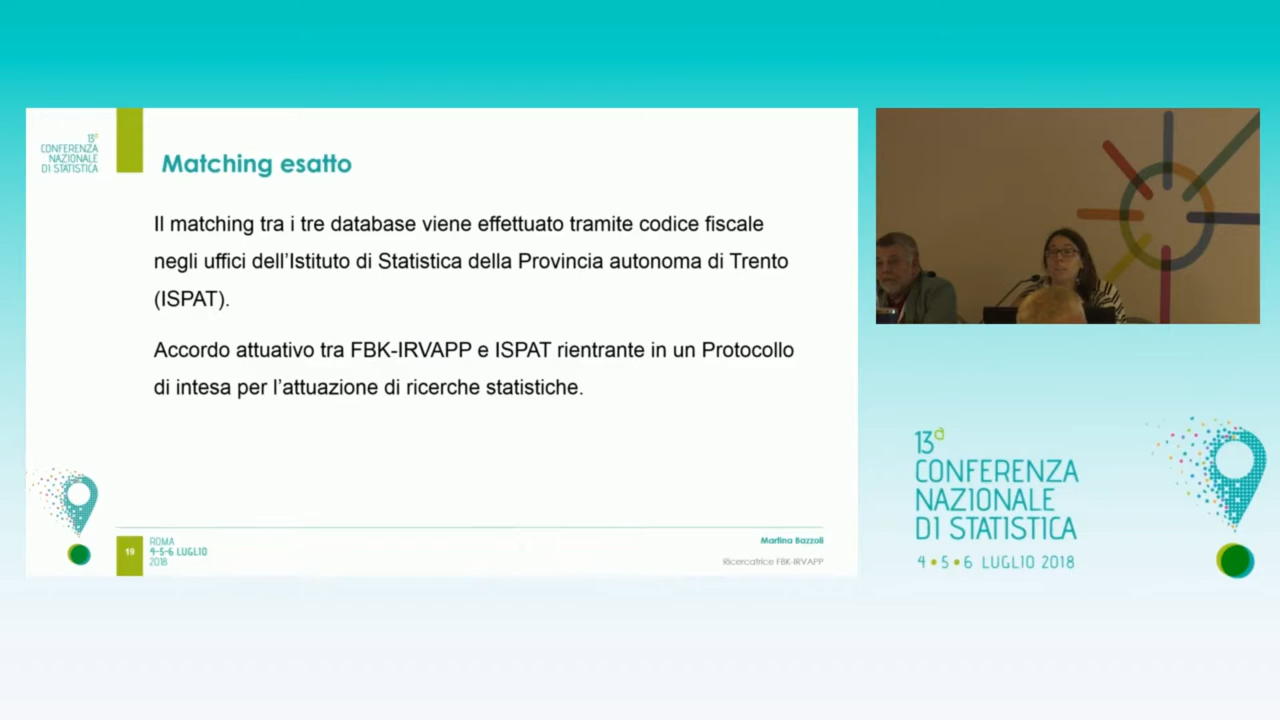 13ª
CONFERENZA
NAZIONALE
DI STATISTICA
Matching esatto
Il matching tra i tre database viene effettuato tramite codice fiscale
negli uffici dell'Istituto di Statistica della Provincia autonoma di Trento
(ISPAT).
Accordo attuativo tra FBK-IRVAPP e ISPAT rientrante in un Protocollo
di intesa per l'attuazione di ricerche statistiche.
19
ROMA
4-5-6 LUGLIO
2018
Martina Bazzoli
Ricercatrice FBK-IRVAPP
13ª
CONFERENZA
NAZIONALE
DI STATISTICA
4•5•6 LUGLIO 2018